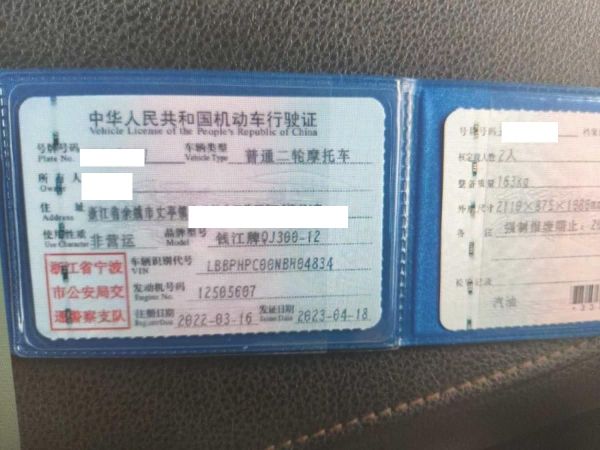 中华人民共和国机动车行驶证
Vehicle License of the People's Republic of China
号牌号码
Plate No.
车辆类型
Vehicle Type
普通二轮摩托车
所有人
Owner
住址
Address
浙江省余姚市丈亭镇
使用性质
Use Character
非营运
品牌型号
Model
钱江牌QJ300-12
浙江省宁波
市公安局交
通警察支队
车辆识别代号
VIN
LBBPHPC00NBH04834
发动机号码
Engine No.
12505607
注册日期
Register Date
2022-03-16
发证日期
Issue Date
2023-04-18
号牌号码
档案
核定载人数
2人
整备质量
163kg
外廓尺寸
2110×875×1080mm
备注
强制报废期止：20
检验记录
汽油